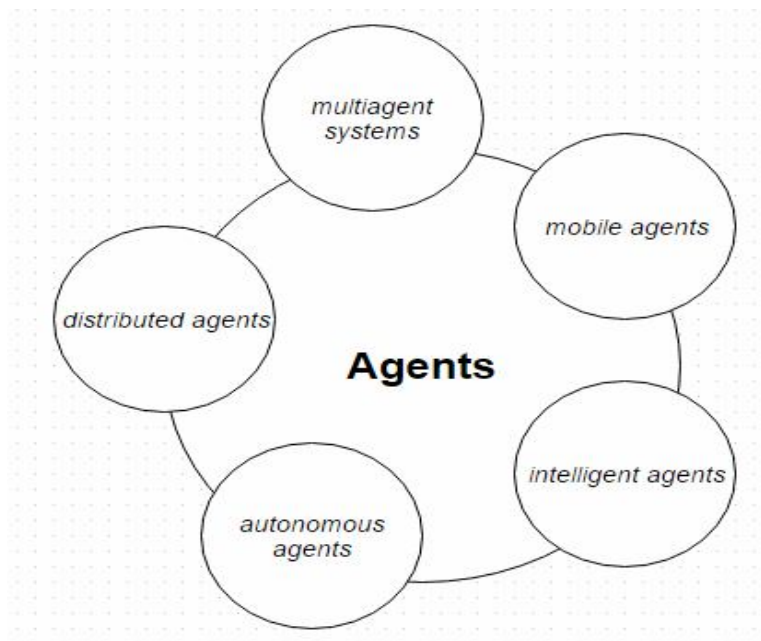 multiagent
systems
mobile agents
distributed agents
Agents
intelligent agents
autonomous
agents